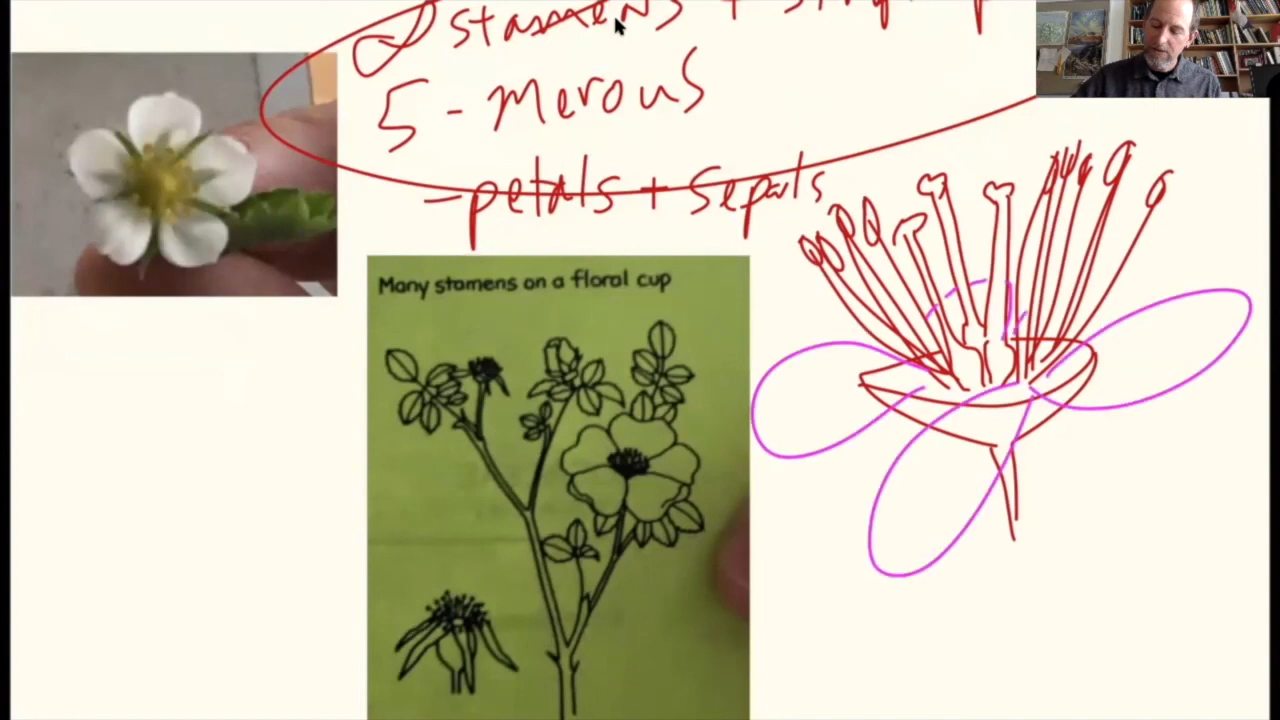 stamens +
5 - merous
- petals + Sepals
Many stamens on a floral cup